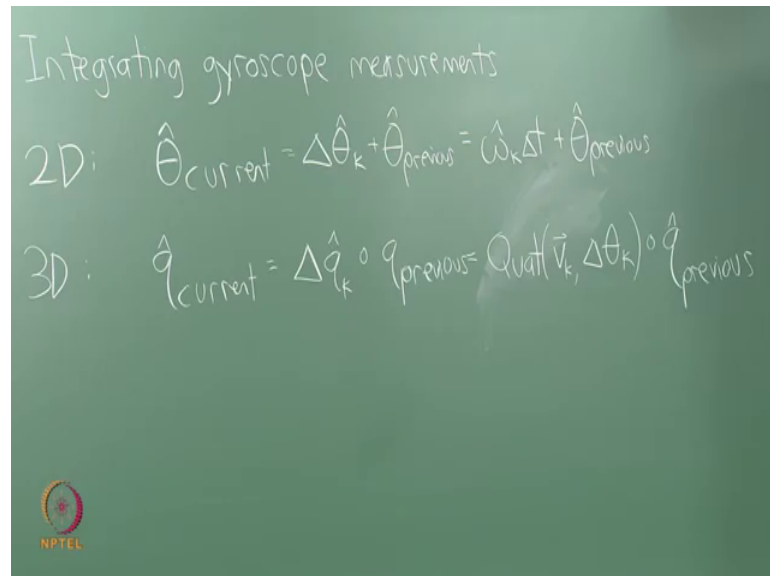 Integrating gyroscope measurements
2D: θ̂current = Δθ̂k + θ̂previous = ω̂kΔt + θ̂previous
3D: q̂current = Δq̂k ∘ qprevious = Quat(v⃗k, Δθk) ∘ q̂previous
NPTEL